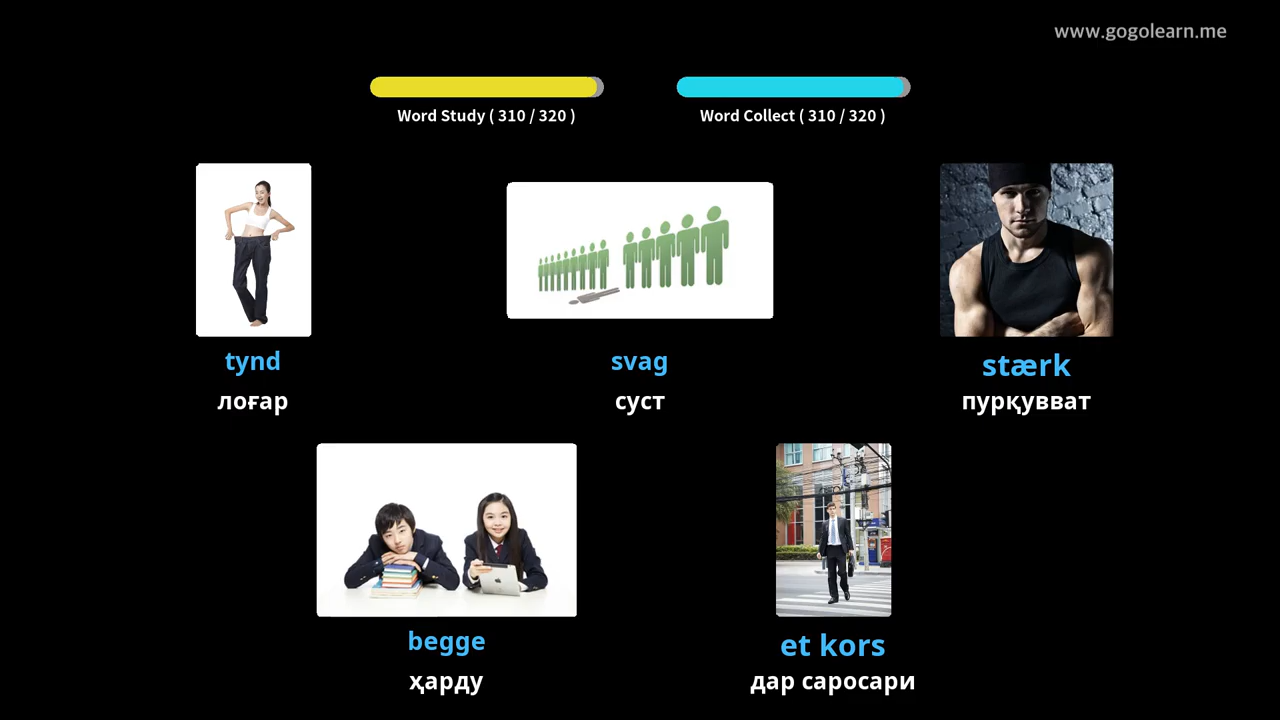 www.gogolearn.me
Word Study ( 310 / 320 )
Word Collect ( 310 / 320 )
tynd
svag
stærk
лоғар
суст
пурқувват
begge
et kors
ҳарду
дар саросари